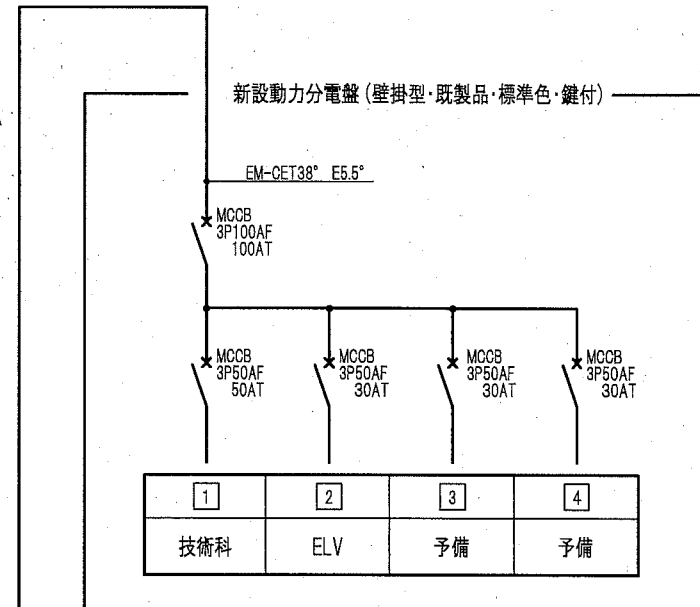 新設動力分電盤(壁掛型・既製品・標準色・鍵付)
EM-CET38° E5.5°
MCCB
3P100AF
100AT
MCCB
3P50AF
50AT
MCCB
3P50AF
30AT
MCCB
3P50AF
30AT
MCCB
3P50AF
30AT
1 2 3 4
技術科 ELV 予備 予備